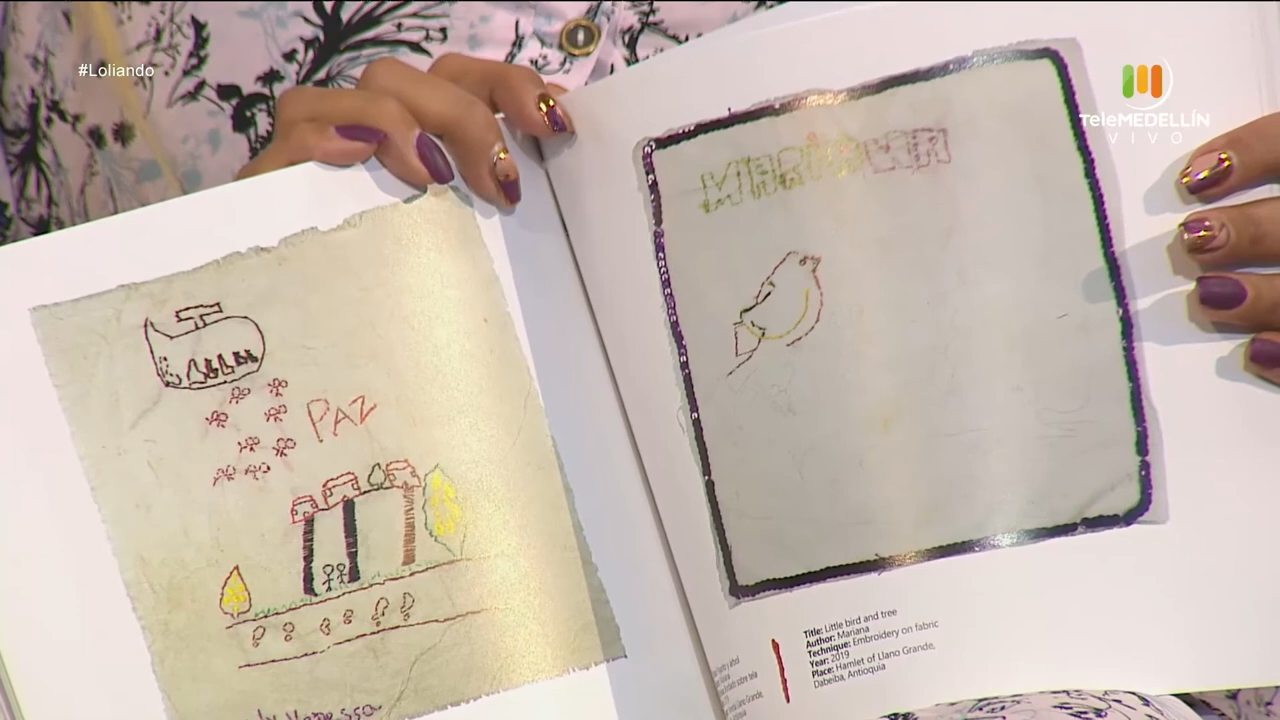 #Loliando
TeleMEDELLÍN
VIVO
PAZ
MARIANA
Title: Little bird and tree
Author: Mariana
Technique: Embroidery on fabric
Year: 2019
Place: Hamlet of Llano Grande,
Dabeiba, Antioquia